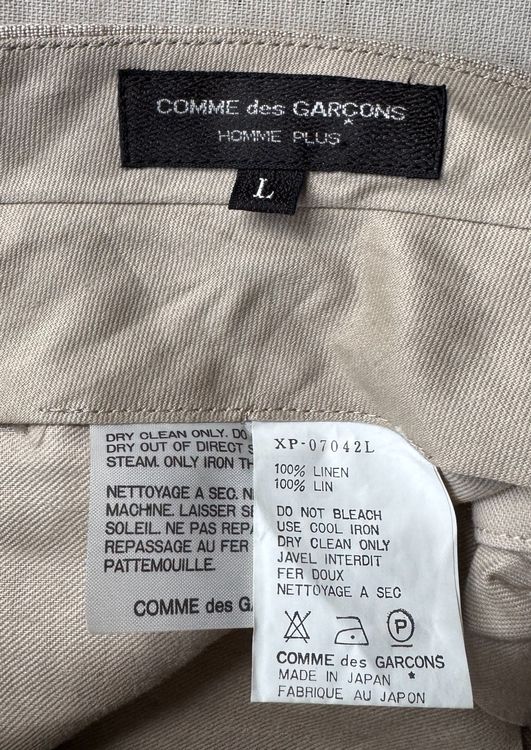 COMME des GARÇONS
HOMME PLUS
L
DRY CLEAN ONLY. DO
DRY OUT OF DIRECT S
STEAM. ONLY IRON TH
NETTOYAGE A SEC. N
MACHINE. LAISSER SE
SOLEIL. NE PAS REPA
REPASSAGE AU FER
PATTEMOUILLE.
COMME des GA
XP-07042L
100% LINEN
100% LIN
DO NOT BLEACH
USE COOL IRON
DRY CLEAN ONLY
JAVEL INTERDIT
FER DOUX
NETTOYAGE A SEC
P
COMME des GARCONS
MADE IN JAPAN *
FABRIQUE AU JAPON